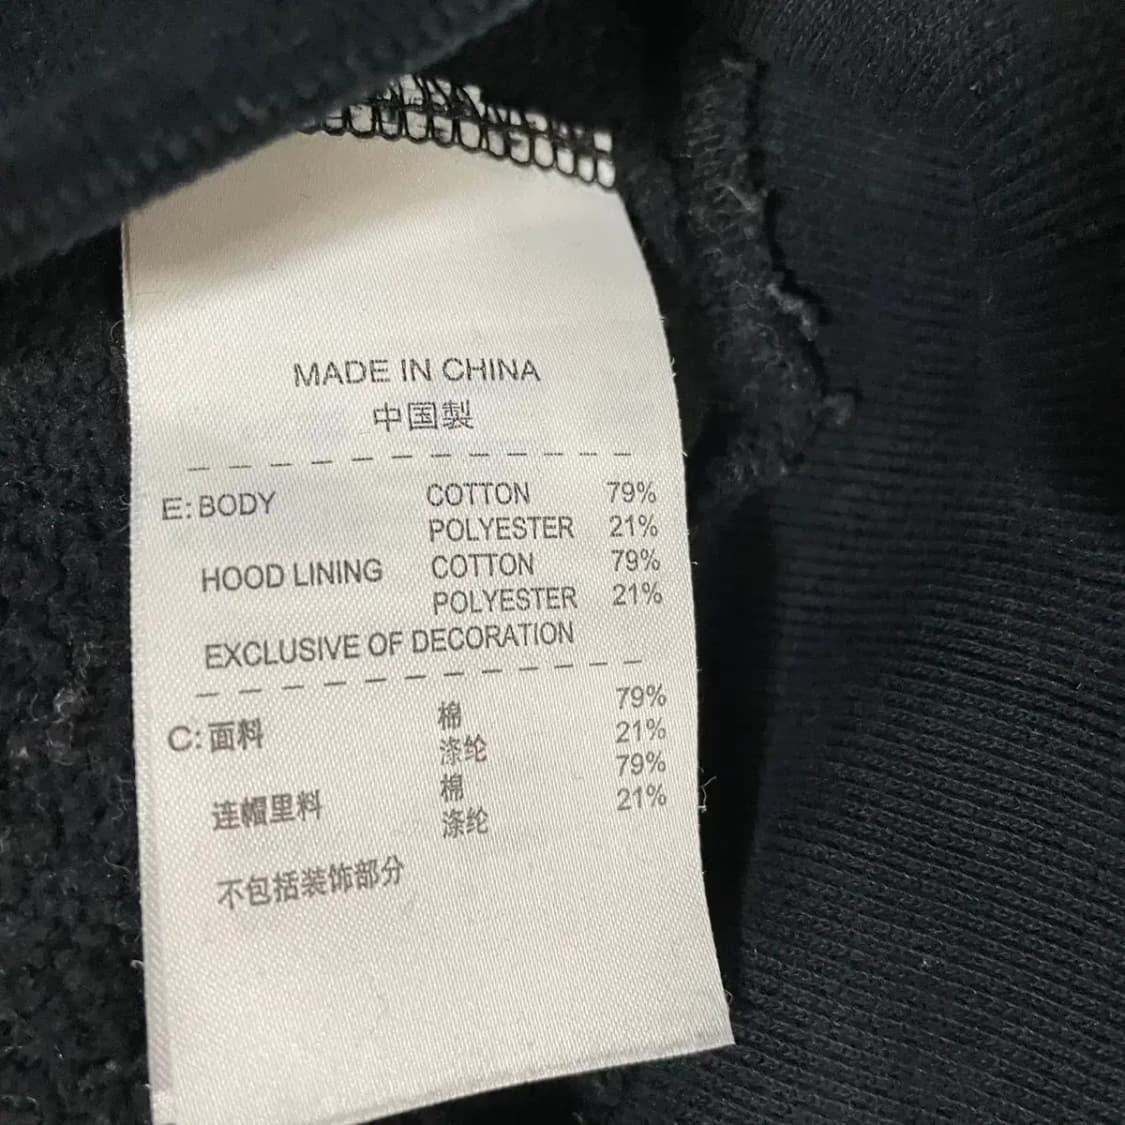 MADE IN CHINA
中国製
E: BODY COTTON 79%
POLYESTER 21%
HOOD LINING COTTON 79%
POLYESTER 21%
EXCLUSIVE OF DECORATION
C: 面料 棉 79%
涤纶 21%
连帽里料 棉 79%
涤纶 21%
不包括装饰部分